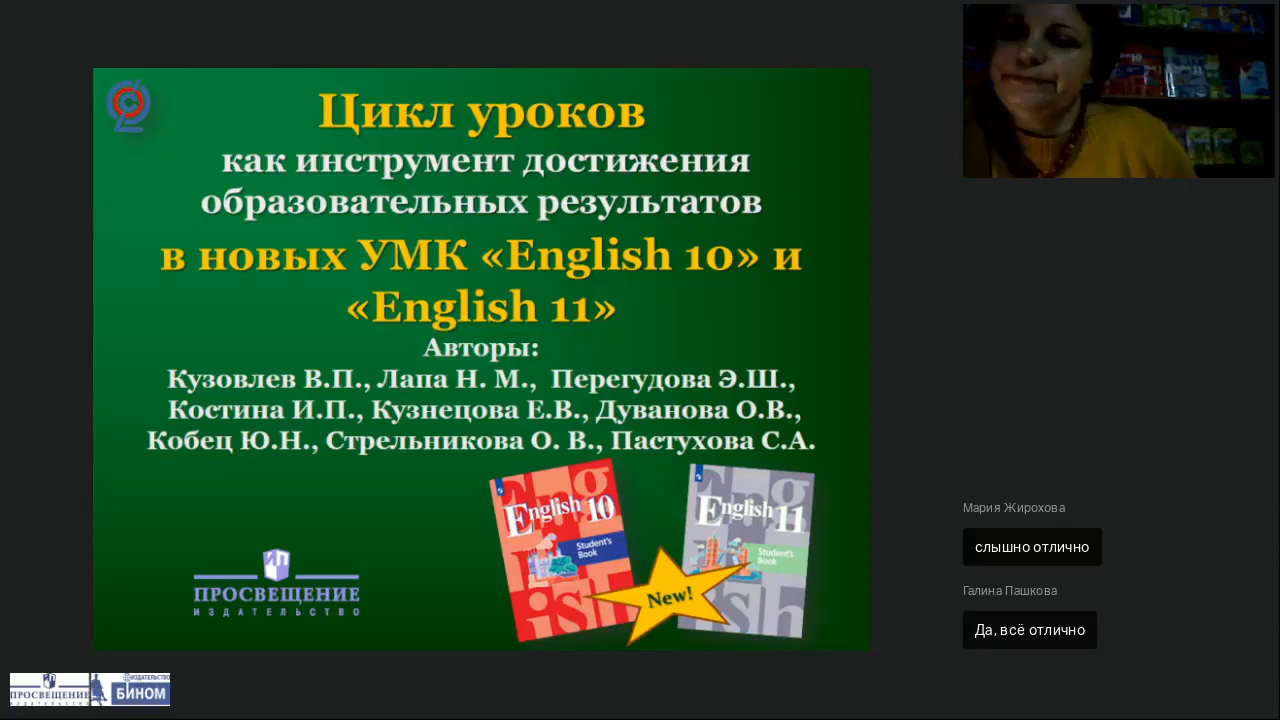 Цикл уроков
как инструмент достижения
образовательных результатов
в новых УМК «English 10» и
«English 11»
Авторы:
Кузовлев В.П., Лапа Н. М., Перегудова Э.Ш.,
Костина И.П., Кузнецова Е.В., Дуванова О.В.,
Кобец Ю.Н., Стрельникова О. В., Пастухова С.А.
English 10
Student's
Book
English 11
Student's
Book
New!
ПРОСВЕЩЕНИЕ
ИЗДАТЕЛЬСТВО
Мария Жирохова
слышно отлично
Галина Пашкова
Да, всё отлично
ПРОСВЕЩЕНИЕ
ИЗДАТЕЛЬСТВО
ИЗДАТЕЛЬСТВО
БИНОМ